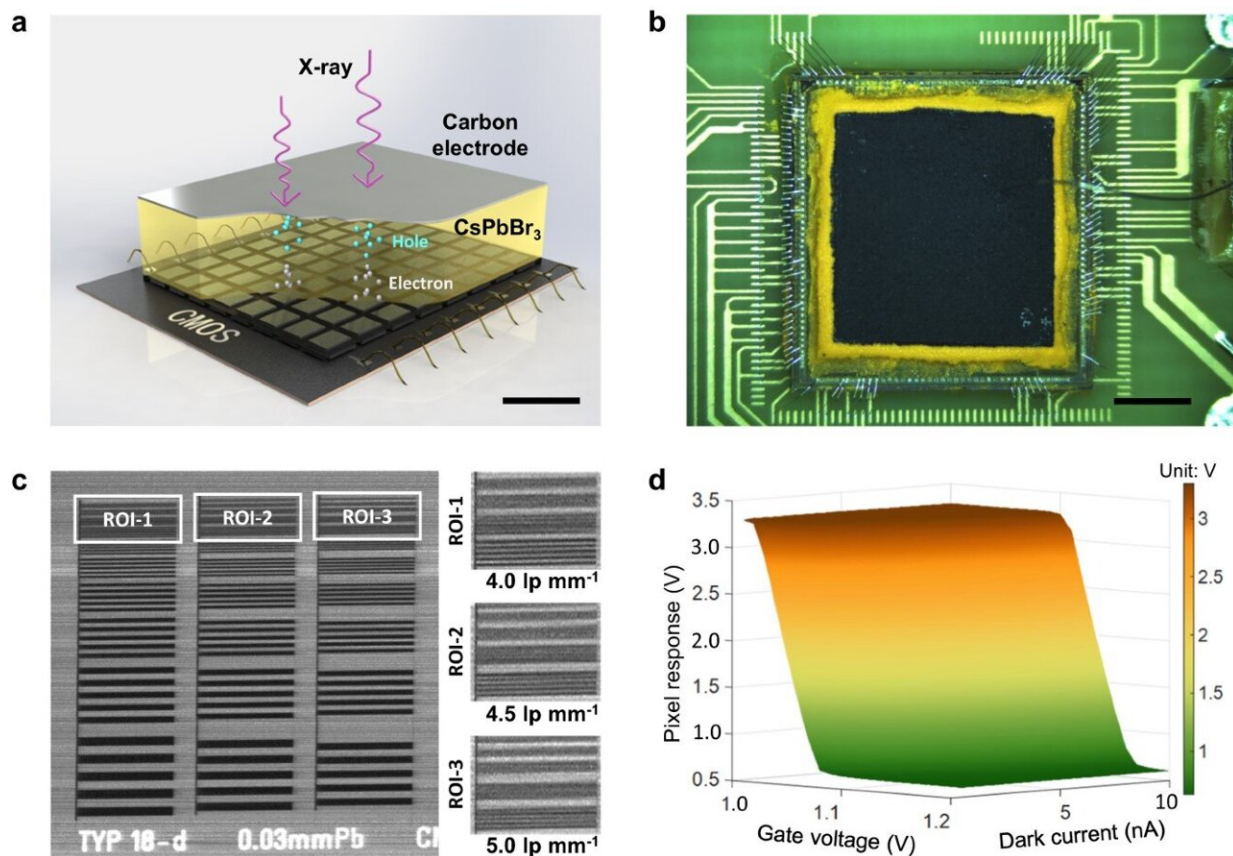 a
X-ray
Carbon
electrode
CsPbBr₃
Hole
Electron
CMOS
b
c
ROI-1
ROI-2
ROI-3
TYP 18-d
0.03mmPb
ROI-1
4.0 lp mm⁻¹
ROI-2
4.5 lp mm⁻¹
ROI-3
5.0 lp mm⁻¹
d
Unit: V
Pixel response (V)
3.5
3.0
2.5
2.0
1.5
1.0
0.5
1.0
1.1
1.2
Gate voltage (V)
5
10
Dark current (nA)
3
2.5
2
1.5
1